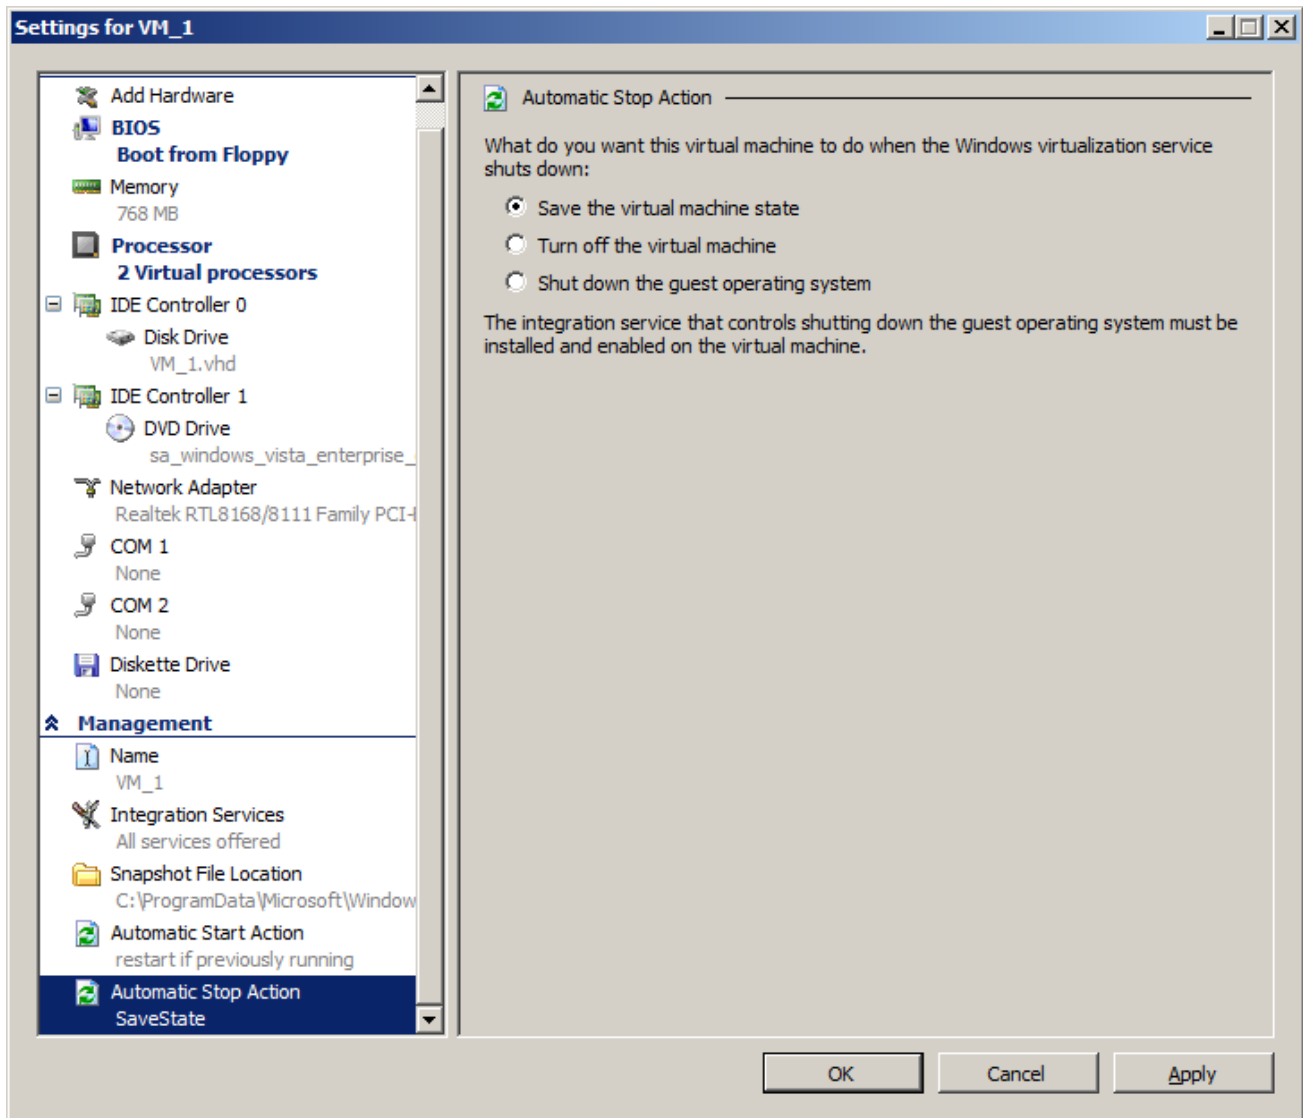 Settings for VM_1
Add Hardware
BIOS
Boot from Floppy
Memory
768 MB
Processor
2 Virtual processors
IDE Controller 0
Disk Drive
VM_1.vhd
IDE Controller 1
DVD Drive
sa_windows_vista_enterprise_
Network Adapter
Realtek RTL8168/8111 Family PCI-
COM 1
None
COM 2
None
Diskette Drive
None
Management
Name
VM_1
Integration Services
All services offered
Snapshot File Location
C:\ProgramData\Microsoft\Window
Automatic Start Action
restart if previously running
Automatic Stop Action
SaveState
Automatic Stop Action
What do you want this virtual machine to do when the Windows virtualization service
shuts down:
Save the virtual machine state
Turn off the virtual machine
Shut down the guest operating system
The integration service that controls shutting down the guest operating system must be
installed and enabled on the virtual machine.
OK
Cancel
Apply